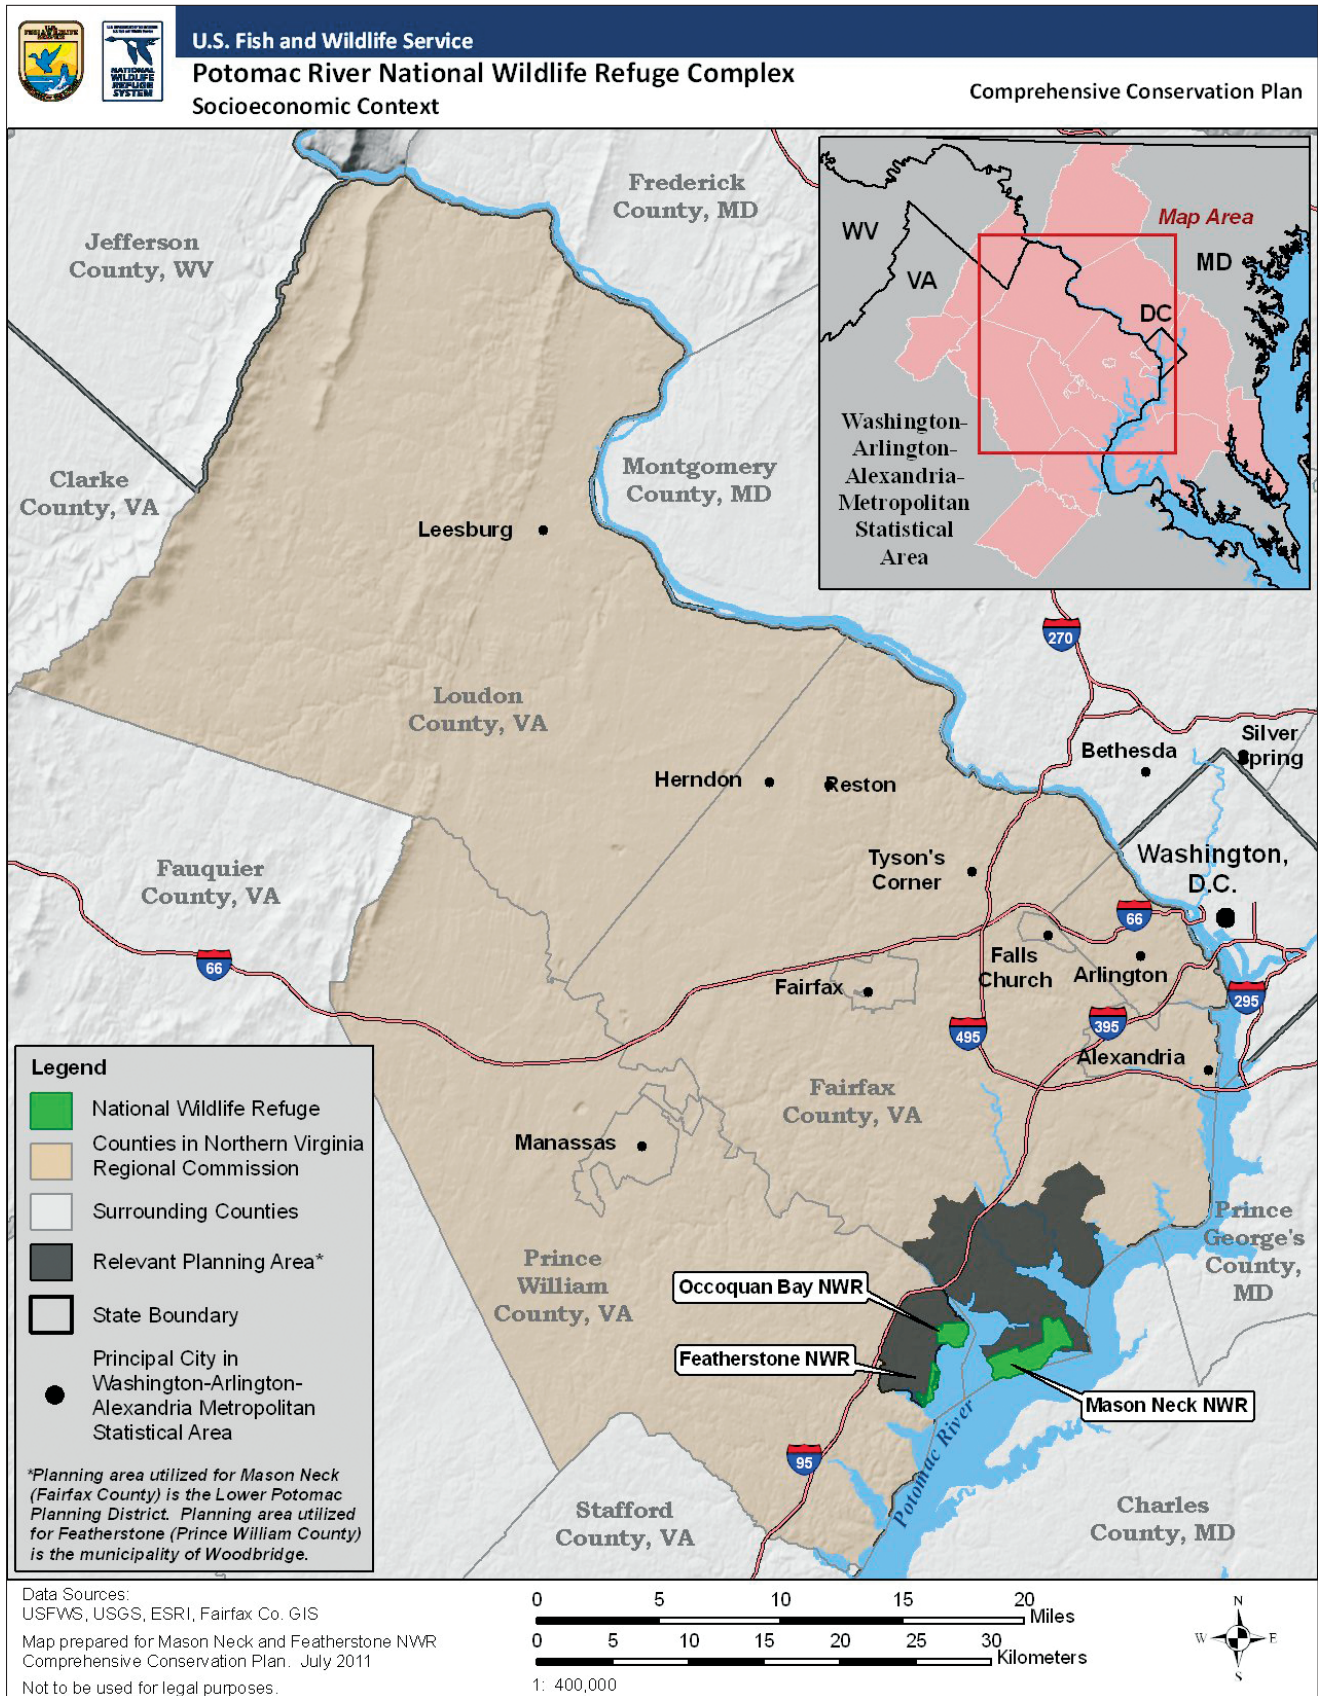 U.S. Fish and Wildlife Service
Potomac River National Wildlife Refuge Complex
Socioeconomic Context
Comprehensive Conservation Plan
NATIONAL
WILDLIFE
REFUGE
SYSTEM
Frederick
County, MD
Jefferson
County, WV
Clarke
County, VA
Montgomery
County, MD
Leesburg
Map Area
WV
VA
MD
DC
Washington-
Arlington-
Alexandria-
Metropolitan
Statistical
Area
270
Loudon
County, VA
Herndon
Reston
Bethesda
Silver
Spring
Tyson's
Corner
Washington,
D.C.
Fauquier
County, VA
66
66
Falls
Church
Arlington
Fairfax
495
395
295
Alexandria
Fairfax
County, VA
Manassas
Prince
William
County, VA
Prince
George's
County,
MD
Occoquan Bay NWR
Featherstone NWR
Mason Neck NWR
Potomac River
95
Stafford
County, VA
Charles
County, MD
Legend
National Wildlife Refuge
Counties in Northern Virginia
Regional Commission
Surrounding Counties
Relevant Planning Area*
State Boundary
Principal City in
Washington-Arlington-
Alexandria Metropolitan
Statistical Area
*Planning area utilized for Mason Neck
(Fairfax County) is the Lower Potomac
Planning District. Planning area utilized
for Featherstone (Prince William County)
is the municipality of Woodbridge.
Data Sources:
USFWS, USGS, ESRI, Fairfax Co. GIS
Map prepared for Mason Neck and Featherstone NWR
Comprehensive Conservation Plan. July 2011
Not to be used for legal purposes.
0 5 10 15 20
Miles
0 5 10 15 20 25 30
Kilometers
1: 400,000
N
W E
S